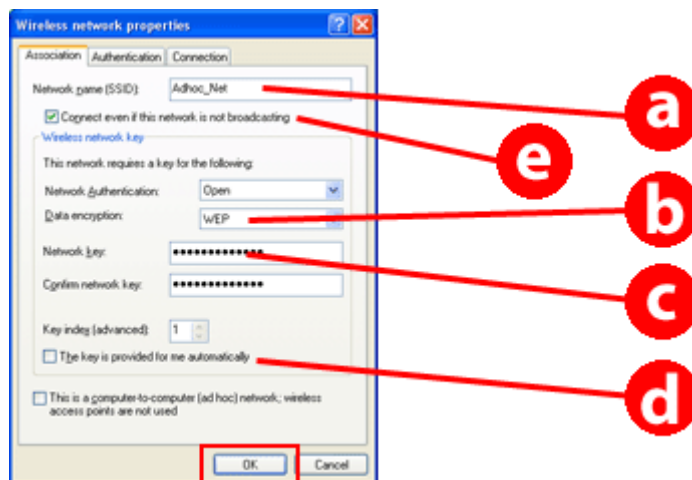 Wireless network properties
Association Authentication Connection
Network name (SSID): Adhoc_Net
a
Connect even if this network is not broadcasting
e
Wireless network key
This network requires a key for the following:
Network Authentication: Open
b
Data encryption: WEP
Network key: •••••••••••••
c
Confirm network key: •••••••••••••
Key index (advanced): 1
The key is provided for me automatically
d
This is a computer-to-computer (ad hoc) network; wireless
access points are not used
OK Cancel